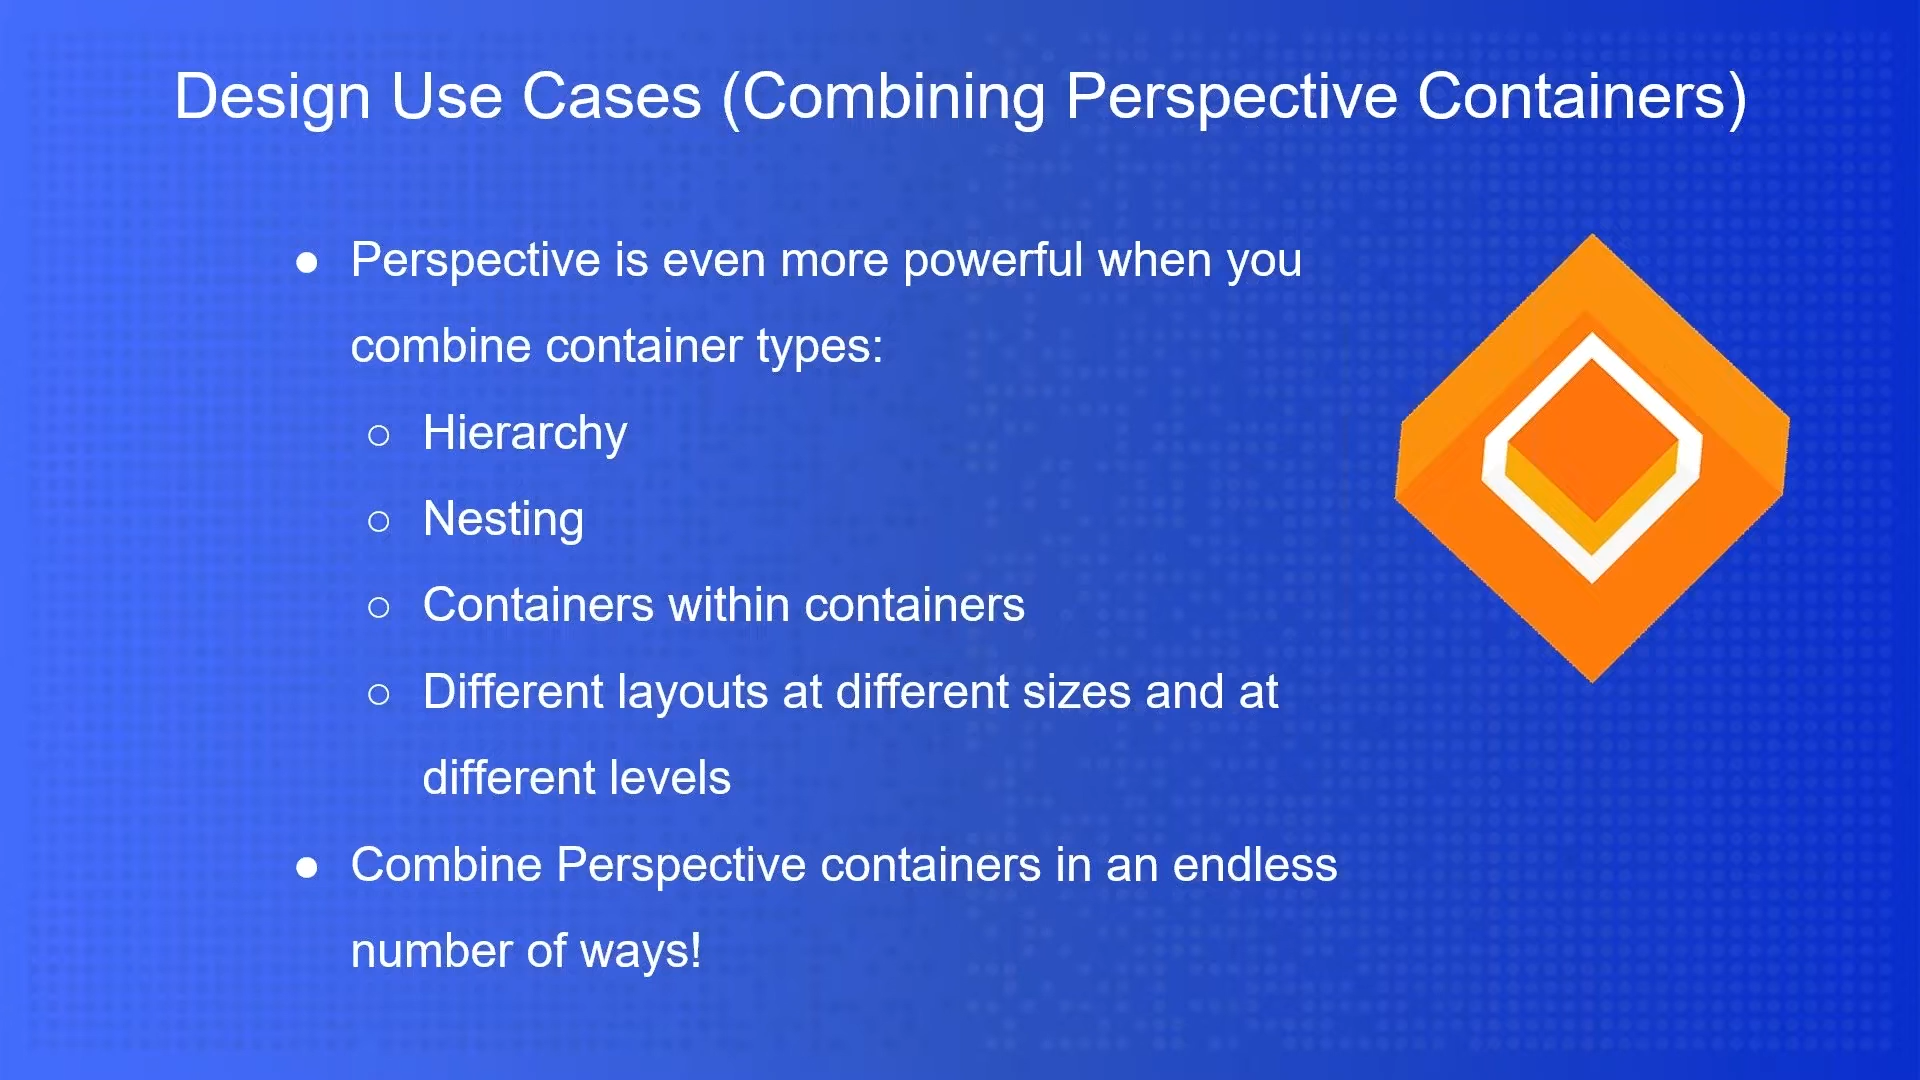 Design Use Cases (Combining Perspective Containers)
● Perspective is even more powerful when you
combine container types:
○ Hierarchy
○ Nesting
○ Containers within containers
○ Different layouts at different sizes and at
different levels
● Combine Perspective containers in an endless
number of ways!